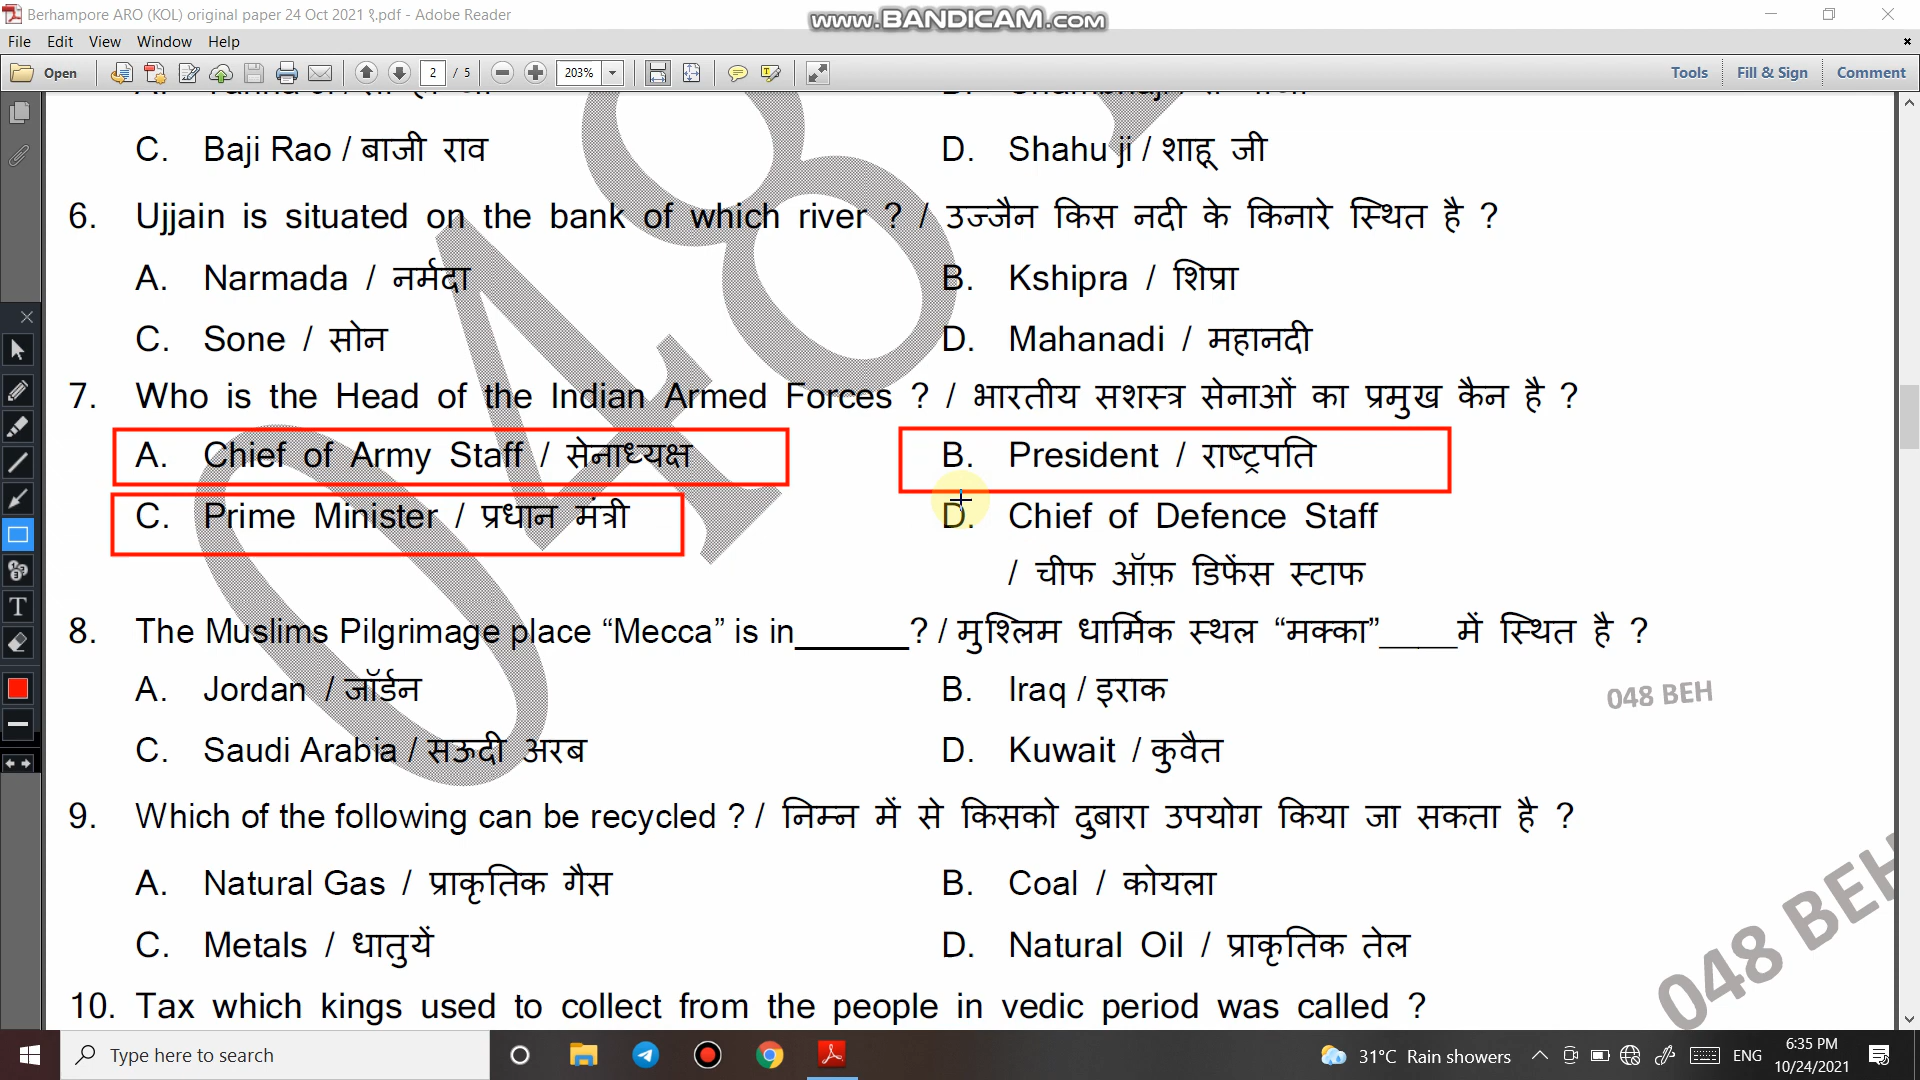 Berhampore ARO (KOL) original paper 24 Oct 2021 १.pdf - Adobe Reader
www.BANDICAM.com
File Edit View Window Help
Open 2 / 5 203% Tools Fill & Sign Comment
C. Baji Rao / बाजी राव D. Shahu ji / शाहू जी
6. Ujjain is situated on the bank of which river ? / उज्जैन किस नदी के किनारे स्थित है ?
A. Narmada / नर्मदा B. Kshipra / शिप्रा
C. Sone / सोन D. Mahanadi / महानदी
7. Who is the Head of the Indian Armed Forces ? / भारतीय सशस्त्र सेनाओं का प्रमुख कैन है ?
A. Chief of Army Staff / सेनाध्यक्ष B. President / राष्ट्रपति
C. Prime Minister / प्रधान मंत्री D. Chief of Defence Staff
/ चीफ ऑफ़ डिफेंस स्टाफ
8. The Muslims Pilgrimage place “Mecca” is in______? / मुश्लिम धार्मिक स्थल “मक्का”____में स्थित है ?
A. Jordan / जॉर्डन B. Iraq / इराक
048 BEH
C. Saudi Arabia / सऊदी अरब D. Kuwait / कुवैत
9. Which of the following can be recycled ? / निम्न में से किसको दुबारा उपयोग किया जा सकता है ?
A. Natural Gas / प्राकृतिक गैस B. Coal / कोयला
C. Metals / धातुयें D. Natural Oil / प्राकृतिक तेल
048 BEH
10. Tax which kings used to collect from the people in vedic period was called ?
Type here to search 31°C Rain showers ENG 6:35 PM
10/24/2021